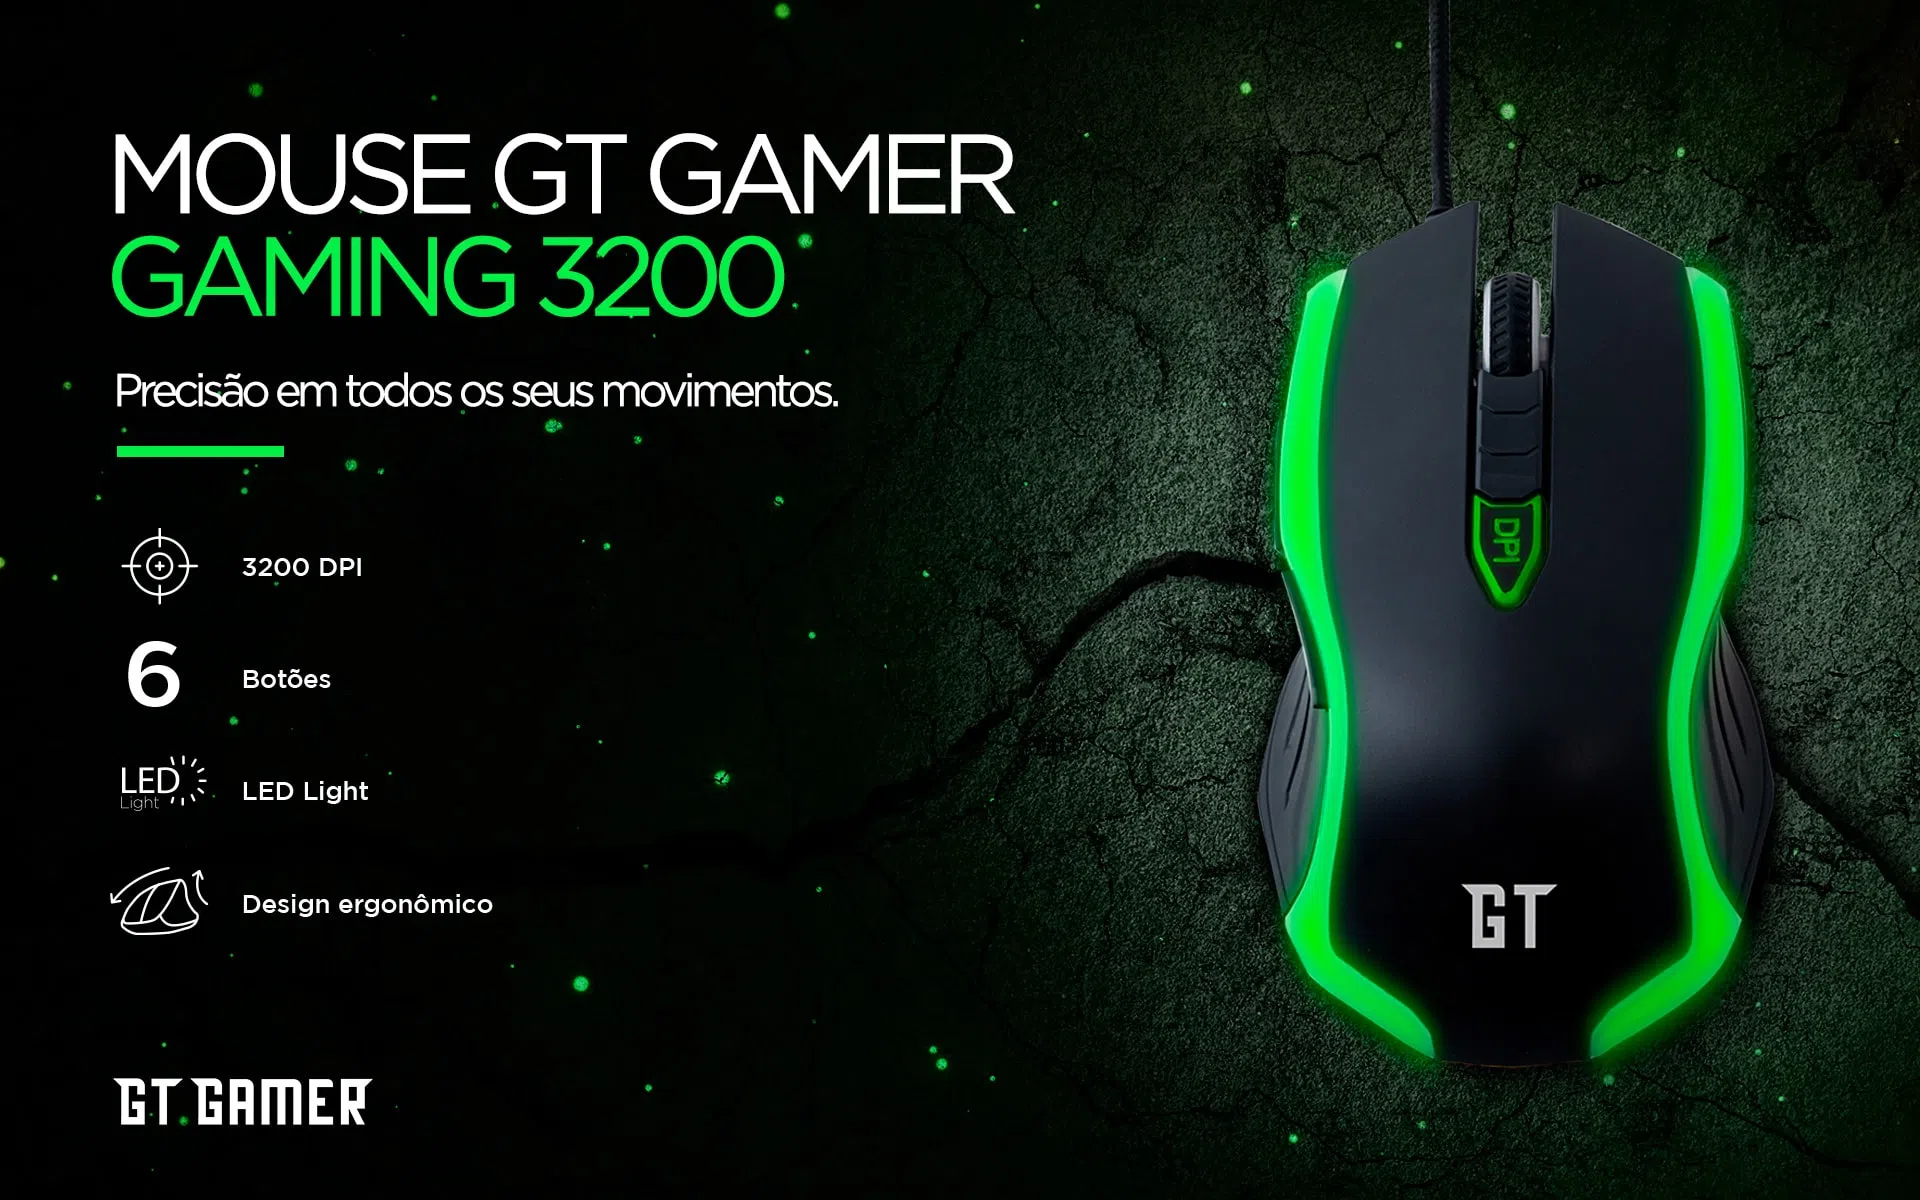 MOUSE GT GAMER
GAMING 3200
Precisão em todos os seus movimentos.
3200 DPI
6 Botões
LED Light
LED Light
Design ergonômico
GT GAMER
DPI
GT